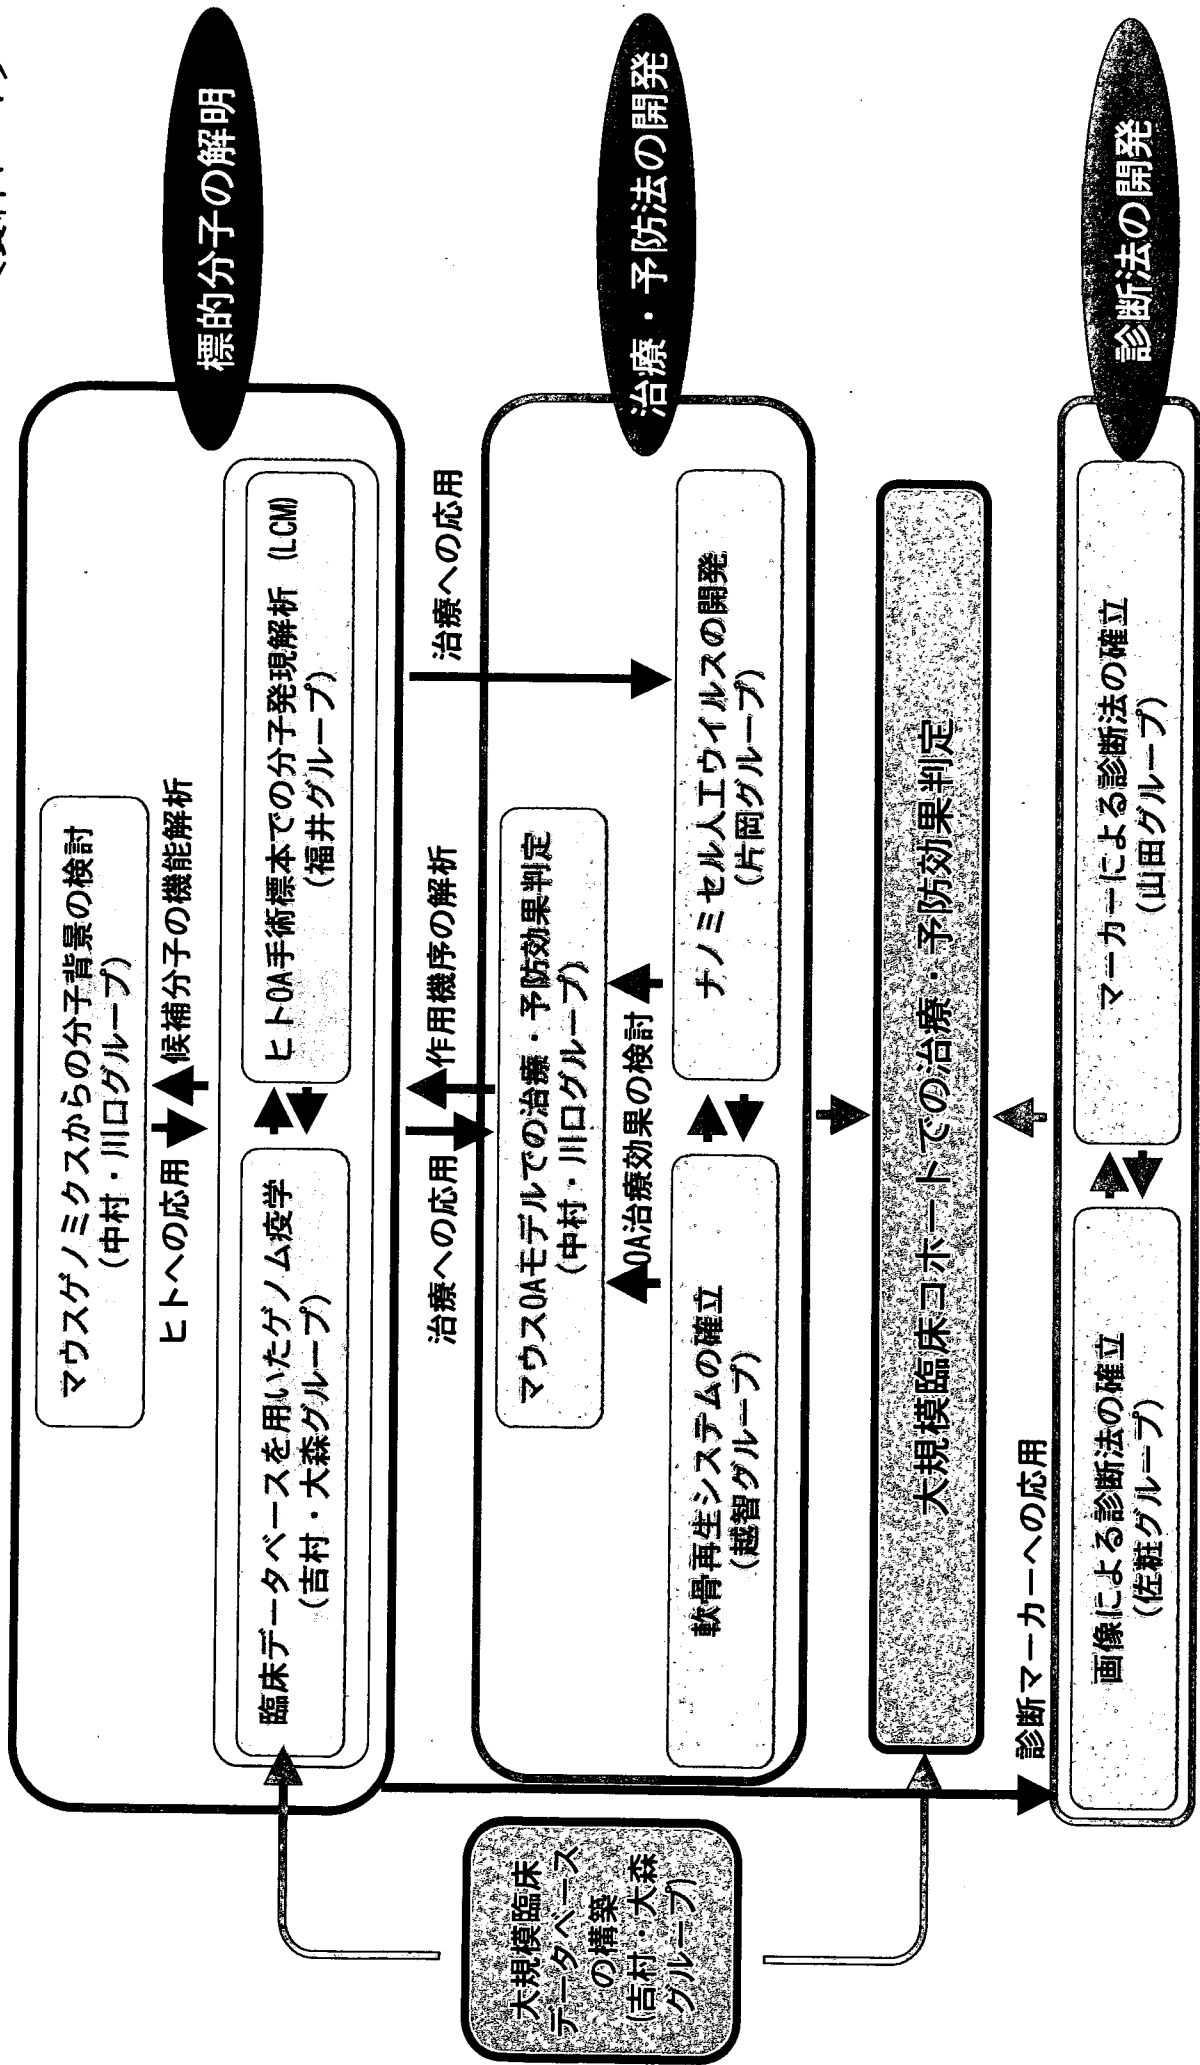 標的分子の解明
マウスゲノミクスからの分子背景の検討
(中村・川口グループ)
ヒトへの応用
候補分子の機能解析
臨床データベースを用いたゲノム疫学
(吉村・大森グループ)
ヒトOA手術標本での分子発現解析 (LCM)
(福井グループ)
治療への応用
作用機序の解析
治療への応用
治療・予防法の開発
マウスOAモデルでの治療・予防効果判定
(中村・川口グループ)
OA治療効果の検討
軟骨再生システムの確立
(越智グループ)
ナノミセル人工ウイルスの開発
(片岡グループ)
大規模臨床
データベース
の構築
(吉村・大森
グループ)
大規模臨床コホートでの治療・予防効果判定
診断マーカーへの応用
診断法の開発
画像による診断法の確立
(佐粧グループ)
マーカーによる診断法の確立
(山田グループ)